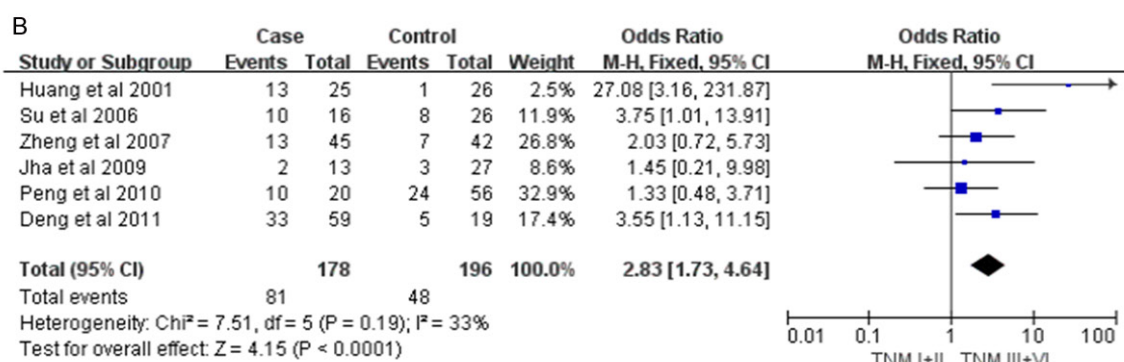 B
Case Control Odds Ratio Odds Ratio
Study or Subgroup Events Total Events Total Weight M-H, Fixed, 95% CI M-H, Fixed, 95% CI
Huang et al 2001 13 25 1 26 2.5% 27.08 [3.16, 231.87]
Su et al 2006 10 16 8 26 11.9% 3.75 [1.01, 13.91]
Zheng et al 2007 13 45 7 42 26.8% 2.03 [0.72, 5.73]
Jha et al 2009 2 13 3 27 8.6% 1.45 [0.21, 9.98]
Peng et al 2010 10 20 24 56 32.9% 1.33 [0.48, 3.71]
Deng et al 2011 33 59 5 19 17.4% 3.55 [1.13, 11.15]
Total (95% CI) 178 196 100.0% 2.83 [1.73, 4.64]
Total events 81 48
Heterogeneity: Chi² = 7.51, df = 5 (P = 0.19); I² = 33%
Test for overall effect: Z = 4.15 (P < 0.0001)
0.01 0.1 1 10 100
TNM I+II TNM III+VI